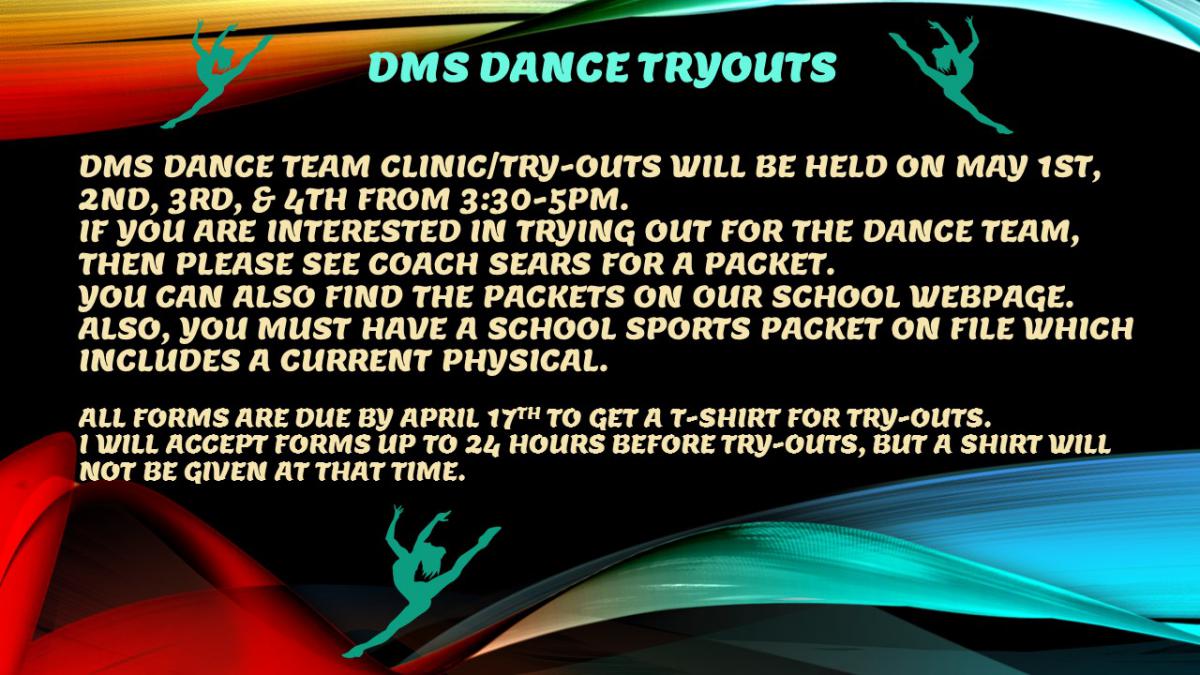 DMS DANCE TRYOUTS
DMS DANCE TEAM CLINIC/TRY-OUTS WILL BE HELD ON MAY 1ST,
2ND, 3RD, & 4TH FROM 3:30-5PM.
IF YOU ARE INTERESTED IN TRYING OUT FOR THE DANCE TEAM,
THEN PLEASE SEE COACH SEARS FOR A PACKET.
YOU CAN ALSO FIND THE PACKETS ON OUR SCHOOL WEBPAGE.
ALSO, YOU MUST HAVE A SCHOOL SPORTS PACKET ON FILE WHICH
INCLUDES A CURRENT PHYSICAL.
ALL FORMS ARE DUE BY APRIL 17TH TO GET A T-SHIRT FOR TRY-OUTS.
I WILL ACCEPT FORMS UP TO 24 HOURS BEFORE TRY-OUTS, BUT A SHIRT WILL
NOT BE GIVEN AT THAT TIME.